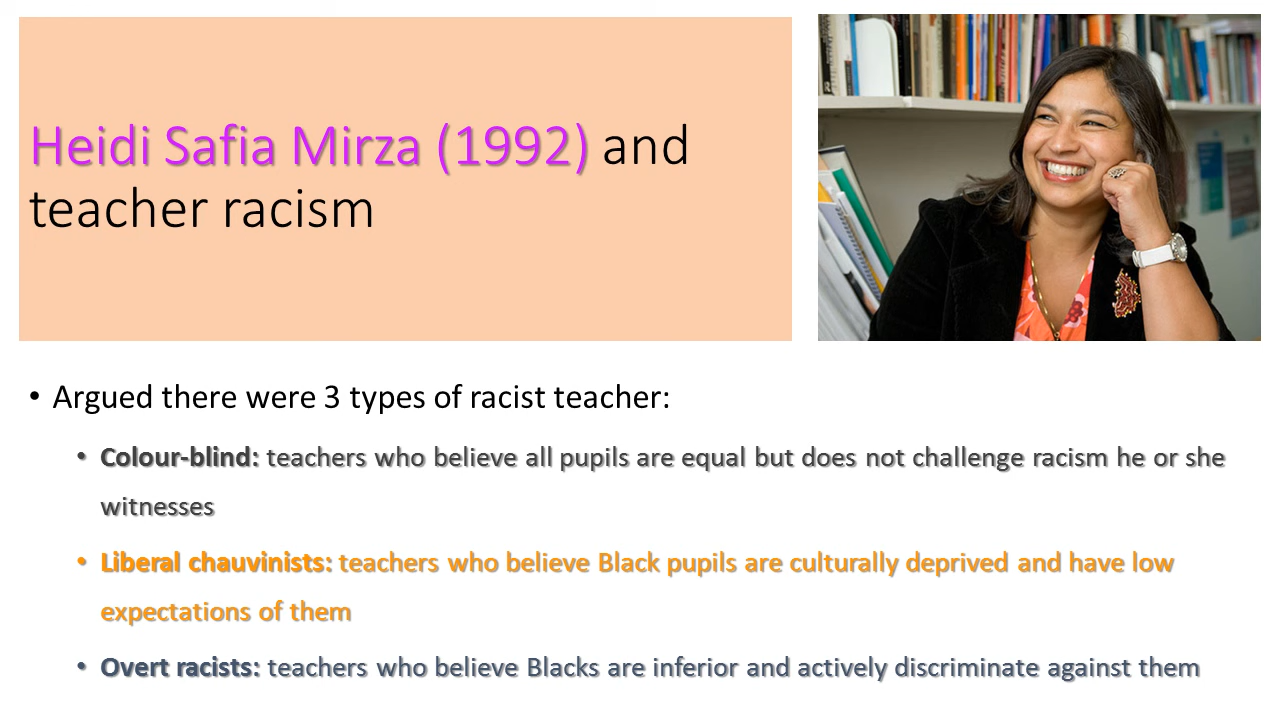 Heidi Safia Mirza (1992) and
teacher racism
• Argued there were 3 types of racist teacher:
• Colour-blind: teachers who believe all pupils are equal but does not challenge racism he or she
witnesses
• Liberal chauvinists: teachers who believe Black pupils are culturally deprived and have low
expectations of them
• Overt racists: teachers who believe Blacks are inferior and actively discriminate against them